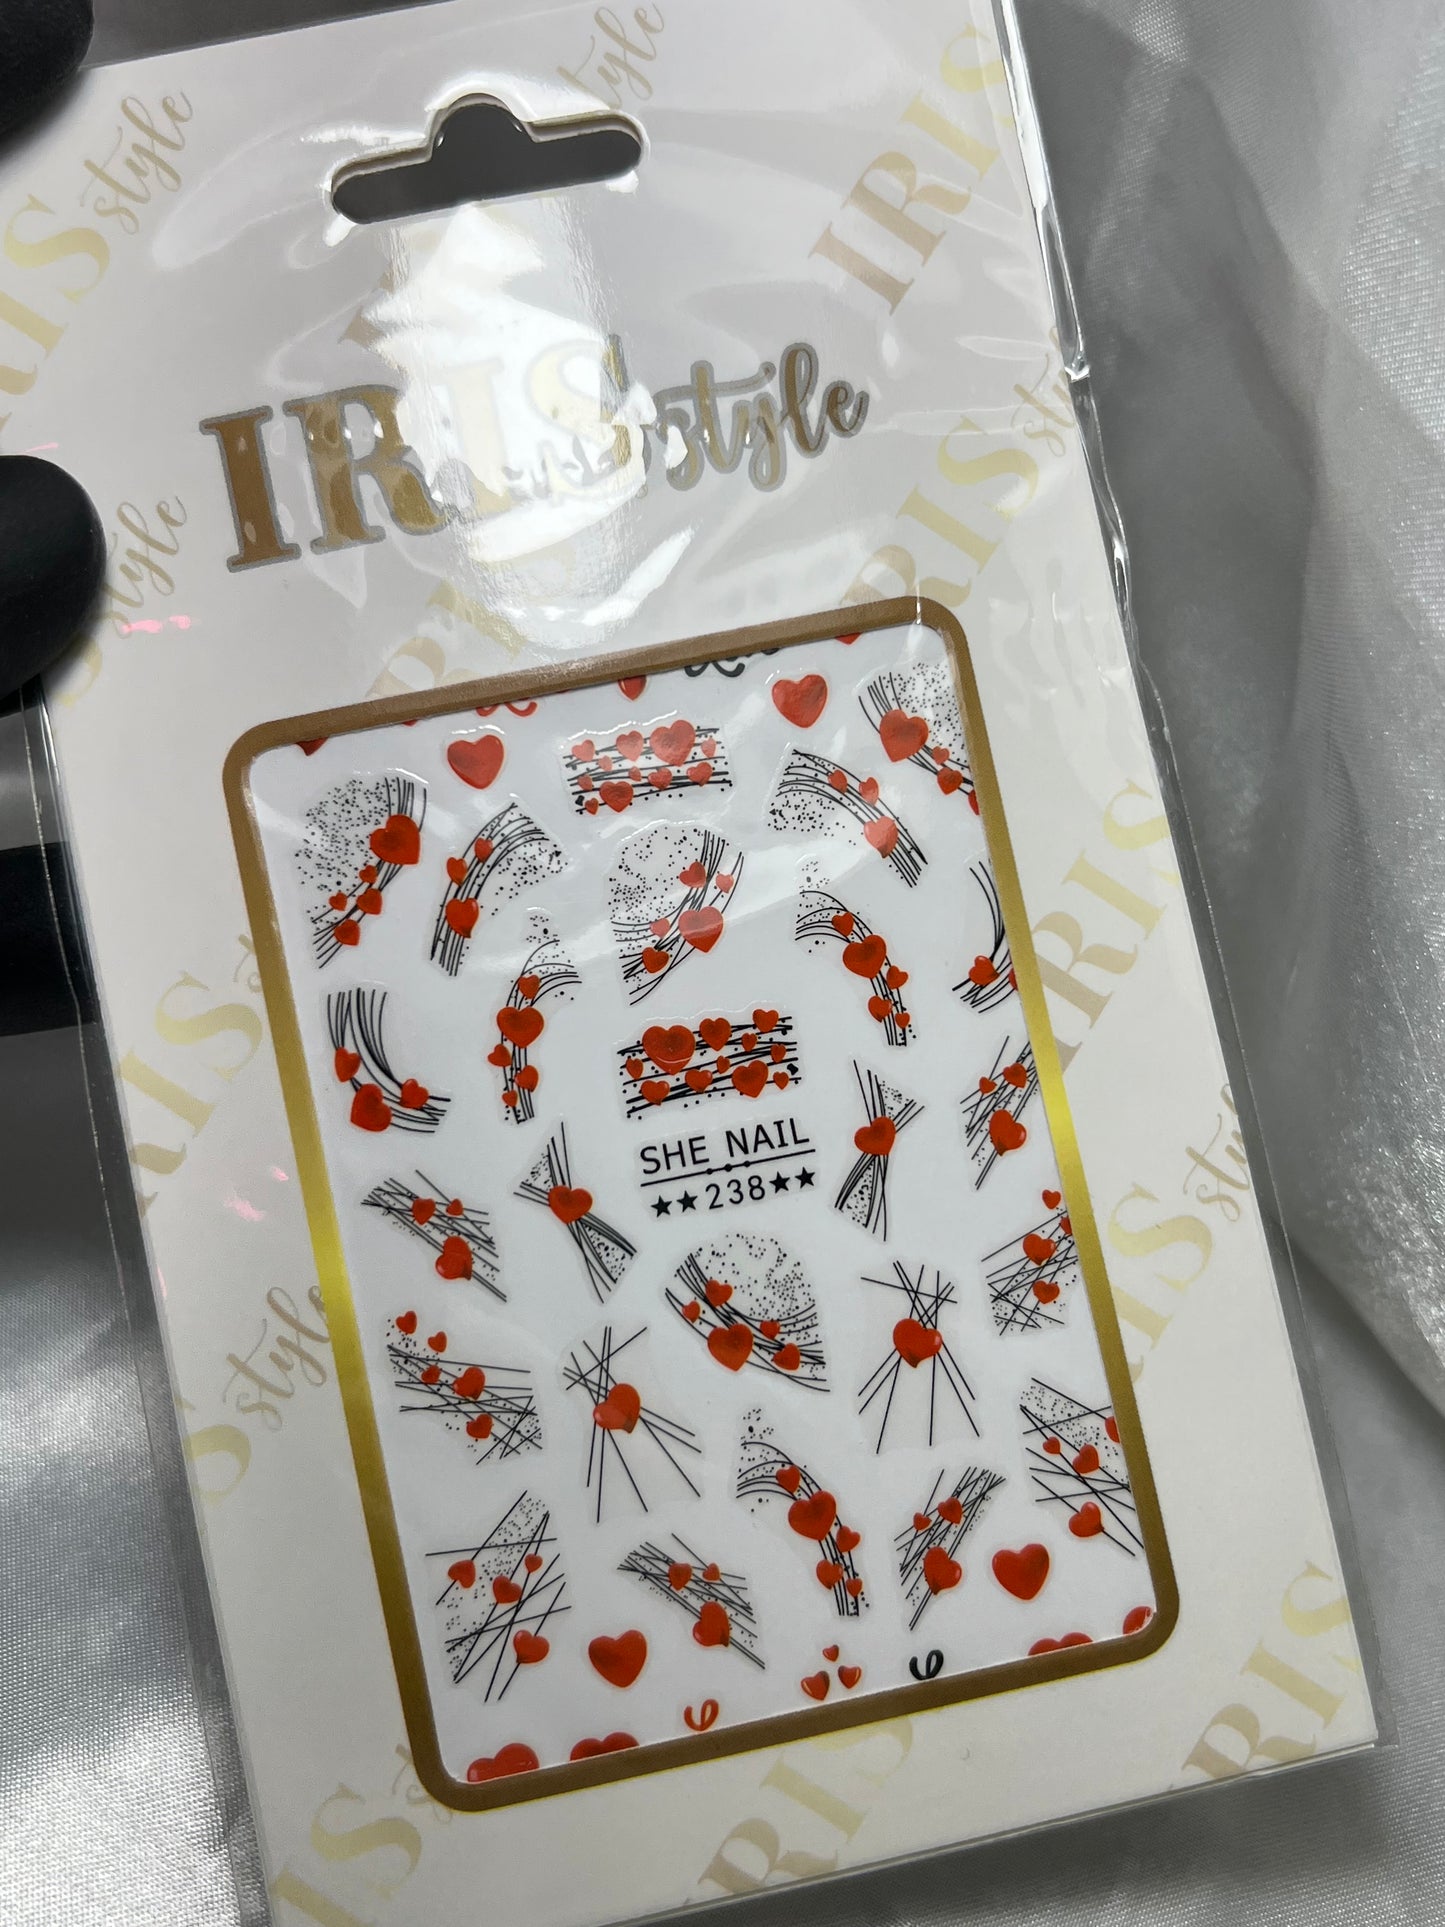 IRIS style
SHE NAIL
★★238★★